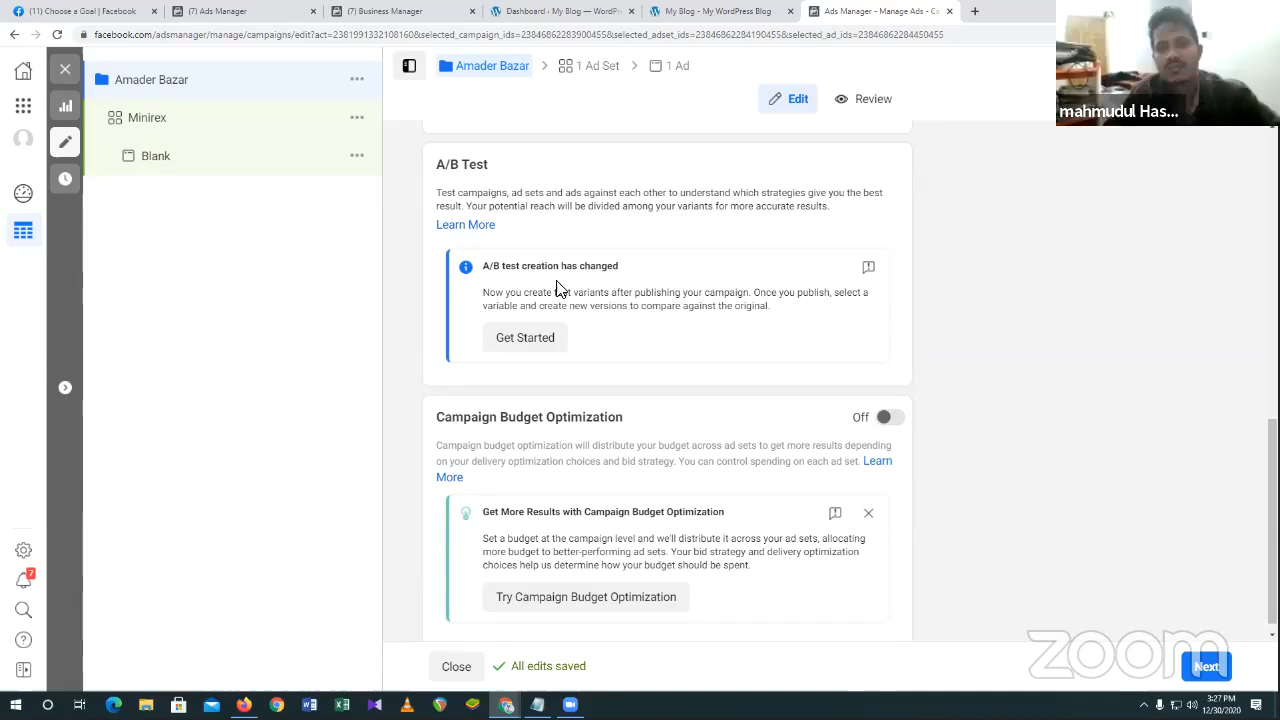 (11) Choose a Goal | Facebook
(7) Ads Manager
(7) Business Manager
Dashboard ‹ My Blog — WordPr
My Blog - My WordPress Blog
Ads Manager - Manage Ads - Ca
facebook.com/adsmanager/manage/campaigns/edit?act=238199132108160&selected_campaign_ids=23846862839004455&selected_adset_ids=23846862284190455&selected_ad_ids=23846862284450455
Amader Bazar
Minirex
Blank
Amader Bazar
1 Ad Set
1 Ad
Edit
Review
mahmudul Has...
A/B Test
Test campaigns, ad sets and ads against each other to understand which strategies give you the best
result. Your potential reach will be divided among your variants for more accurate results.
Learn More
A/B test creation has changed
Now you create variants after publishing your campaign. Once you publish, select a
variable and create new versions to compare against the original.
Get Started
Campaign Budget Optimization
Off
Campaign budget optimization will distribute your budget across ad sets to get more results depending
on your delivery optimization choices and bid strategy. You can control spending on each ad set. Learn
More
Get More Results with Campaign Budget Optimization
Set a budget at the campaign level and we'll distribute it across your ad sets, allocating
more budget to better-performing ad sets. Your bid strategy and delivery optimization
choices help us determine how your budget should be spent.
Try Campaign Budget Optimization
7
Close
All edits saved
zoom
Next
3:27 PM
12/30/2020